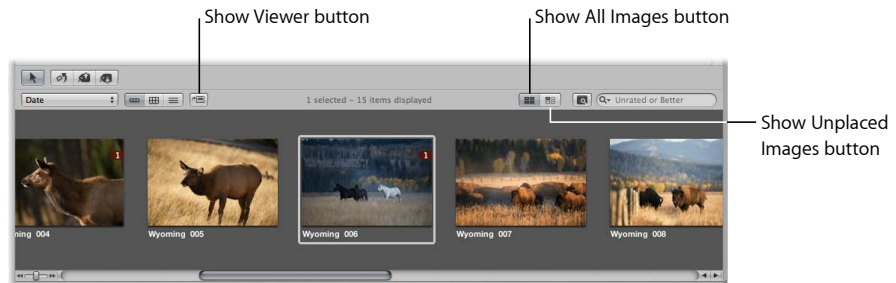 Show Viewer button
Show All Images button
Date
1 selected ~ 15 items displayed
Unrated or Better
Show Unplaced
Images button
1
1
ning 004
Wyoming 005
Wyoming 006
Wyoming 007
Wyoming 008